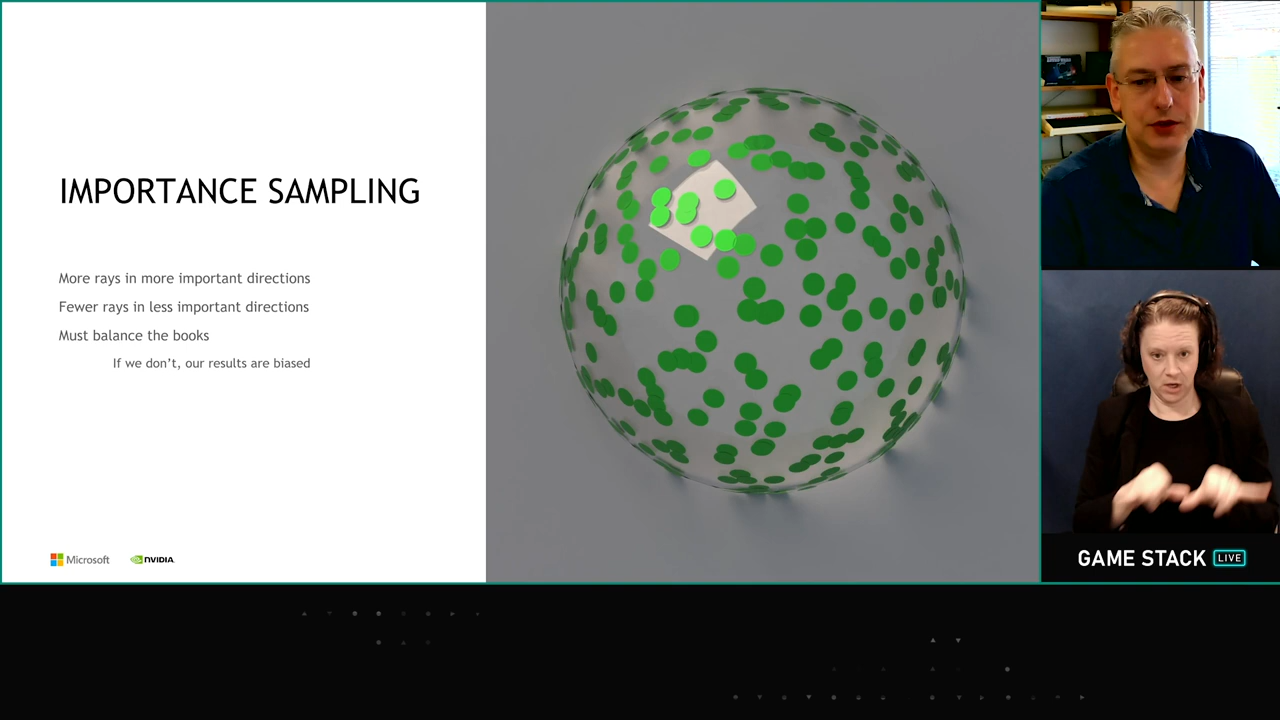 IMPORTANCE SAMPLING
More rays in more important directions
Fewer rays in less important directions
Must balance the books
If we don't, our results are biased
Microsoft
NVIDIA
GAME STACK LIVE